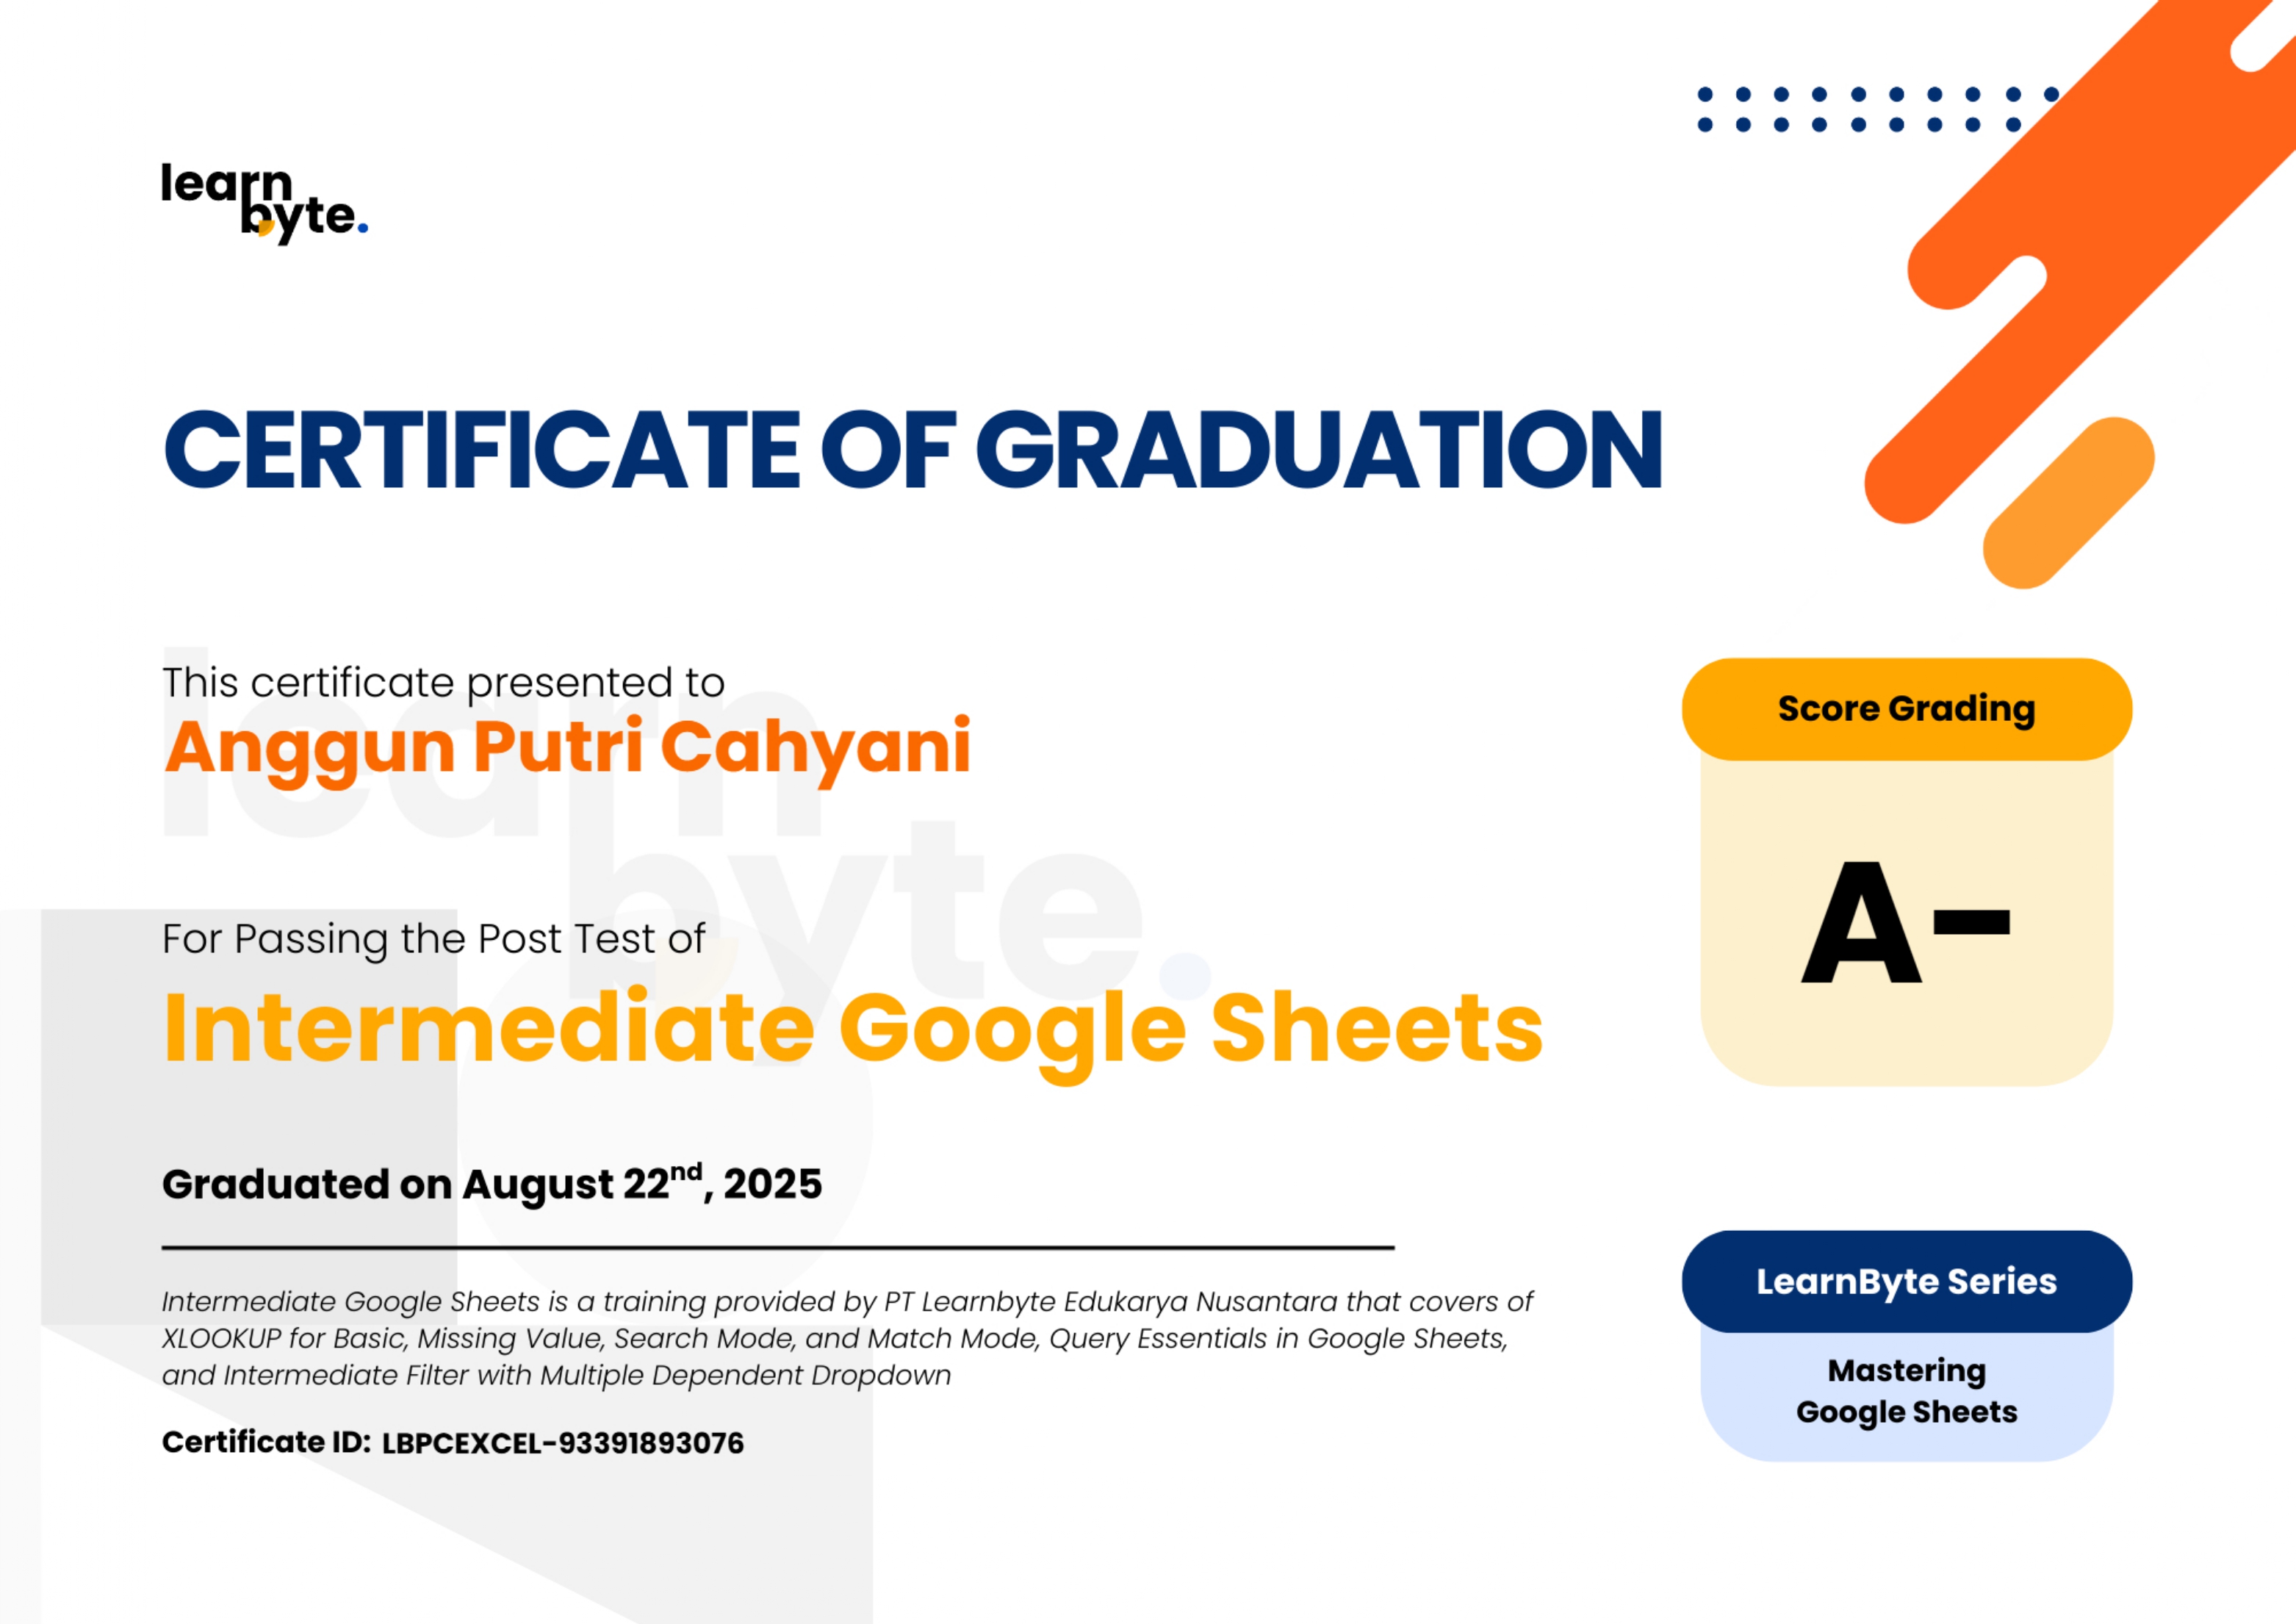 learn
byte.
CERTIFICATE OF GRADUATION
This certificate presented to
Anggun Putri Cahyani
For Passing the Post Test of
Intermediate Google Sheets
Graduated on August 22nd, 2025
Intermediate Google Sheets is a training provided by PT Learnbyte Edukarya Nusantara that covers of
XLOOKUP for Basic, Missing Value, Search Mode, and Match Mode, Query Essentials in Google Sheets,
and Intermediate Filter with Multiple Dependent Dropdown
Certificate ID: LBPCEXCEL-93391893076
Score Grading
A-
LearnByte Series
Mastering
Google Sheets
learn
byte.